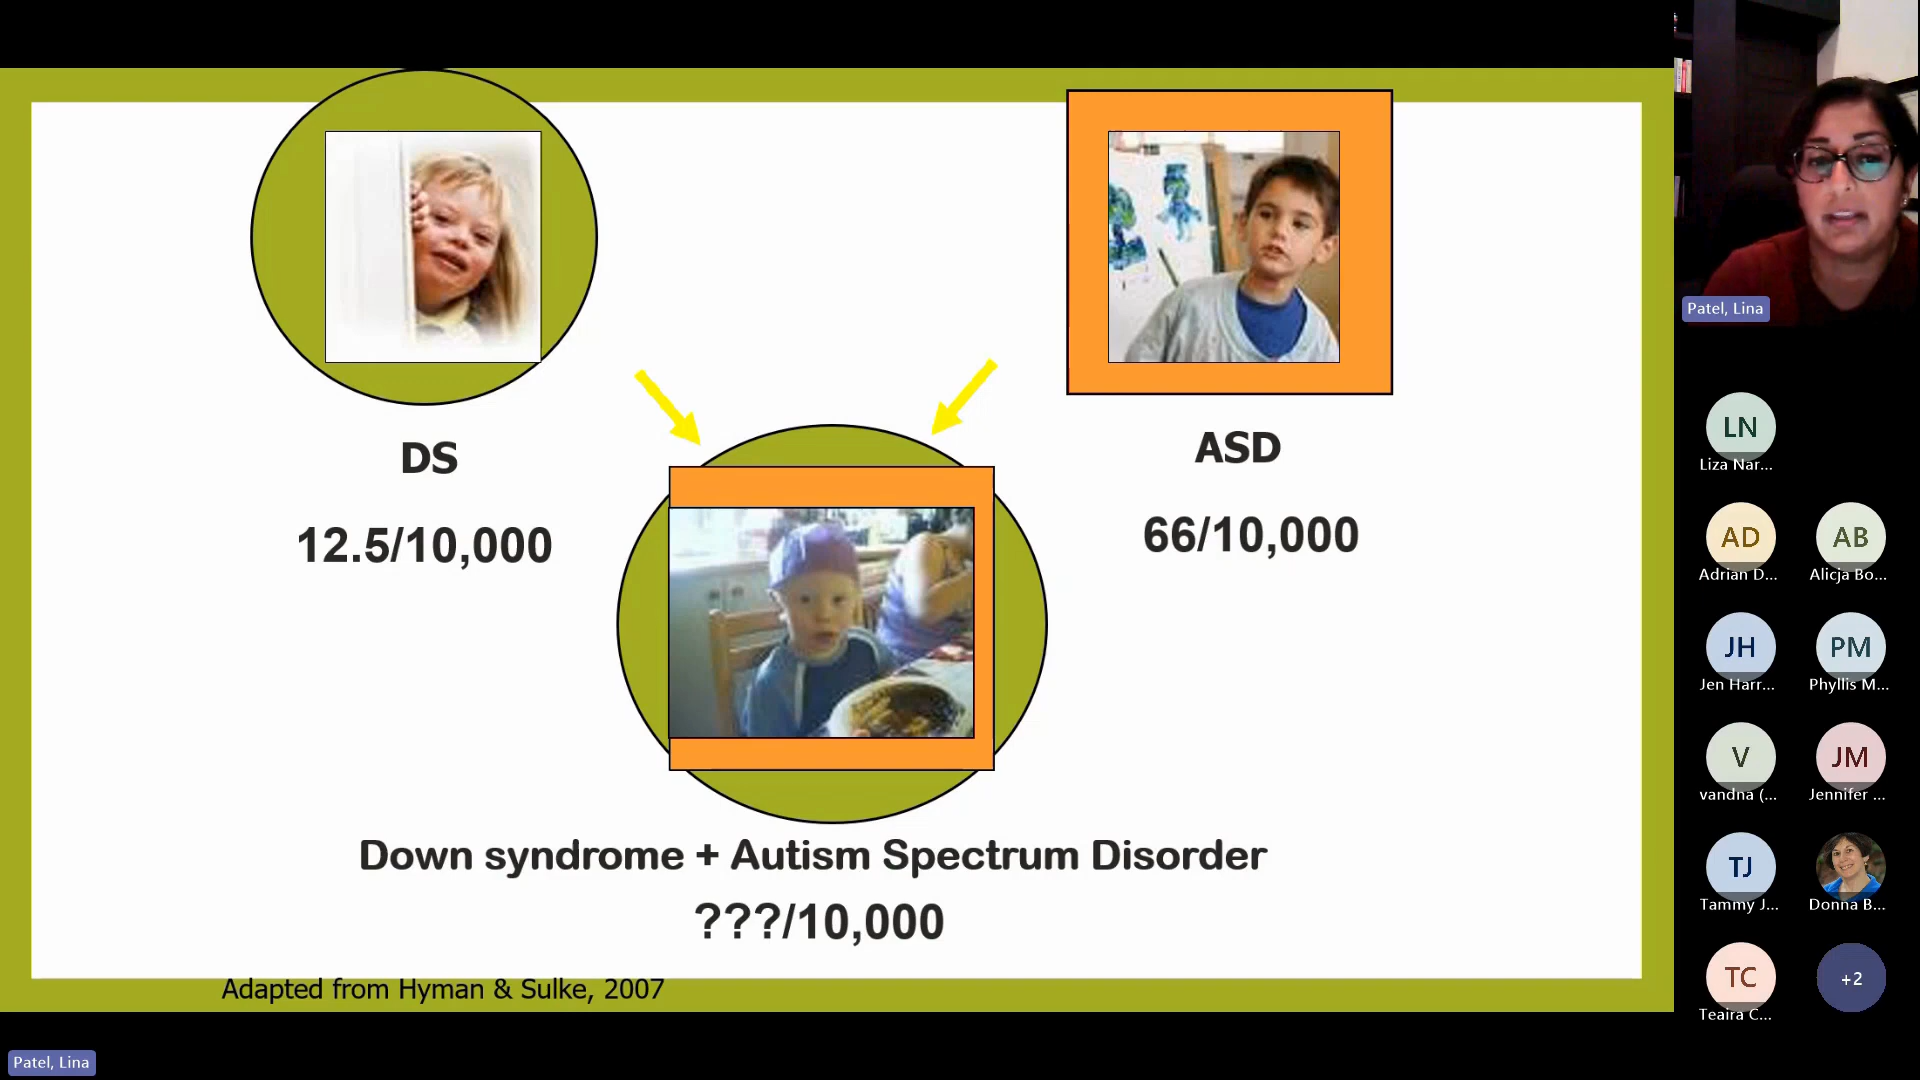 DS
12.5/10,000
ASD
66/10,000
Down syndrome + Autism Spectrum Disorder
???/10,000
Adapted from Hyman & Sulke, 2007
Patel, Lina
Patel, Lina
LN
Liza Nar...
AD
Adrian D...
AB
Alicja Bo...
JH
Jen Harr...
PM
Phyllis M...
V
vandna (...
JM
Jennifer ...
TJ
Tammy J...
Donna B...
TC
Teaira C...
+2